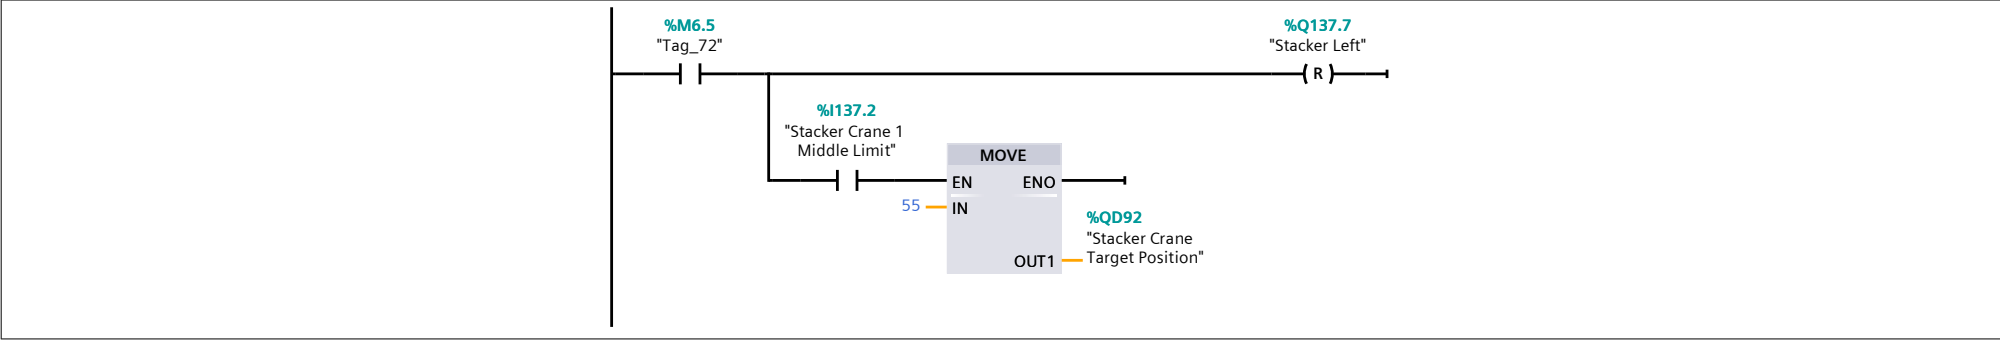 %M6.5
"Tag_72"
%Q137.7
"Stacker Left"
R
%I137.2
"Stacker Crane 1
Middle Limit"
MOVE
EN ENO
55 IN
%QD92
"Stacker Crane
OUT1 Target Position"